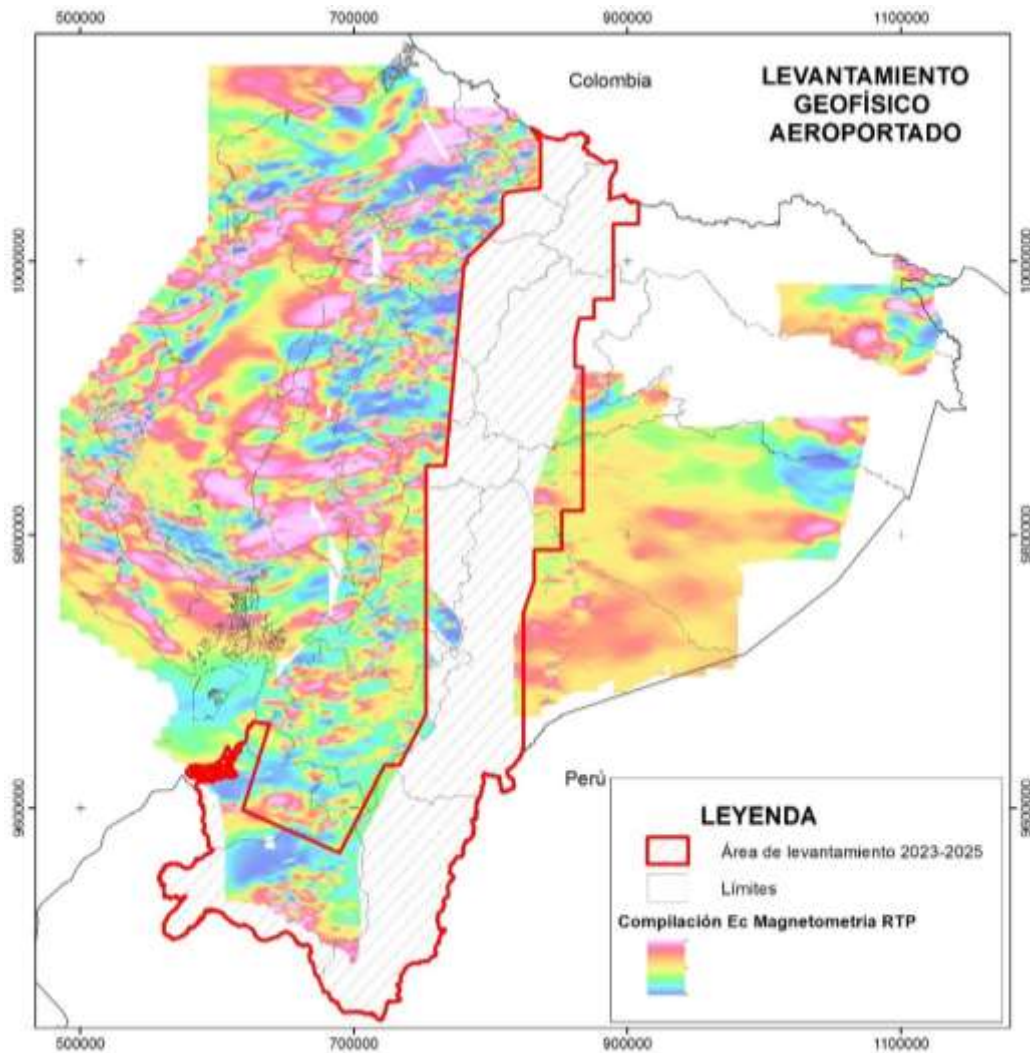 500000 700000 900000 1100000
Colombia
LEVANTAMIENTO
GEOFÍSICO
AEROPORTADO
10000000 10000000
9800000 9800000
Perú
9600000 9600000
LEYENDA
Área de levantamiento 2023-2025
Límites
Compilación Ec Magnetometria RTP
500000 700000 900000 1100000